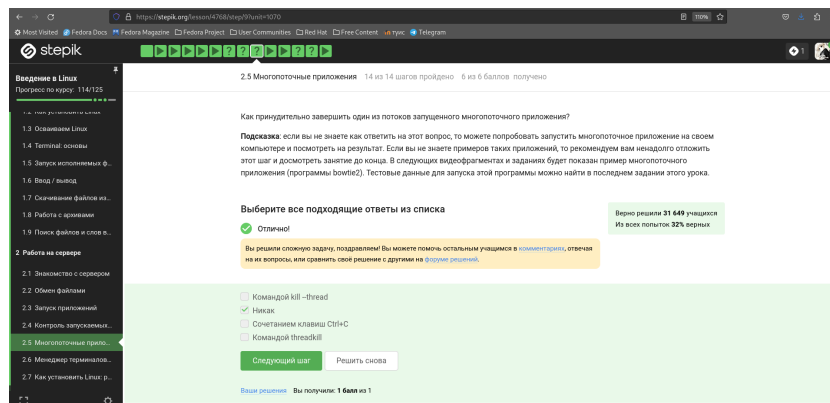 https://stepik.org/lesson/4768/step/9?unit=1070
110%
Most Visited Fedora Docs Fedora Magazine Fedora Project User Communities Red Hat Free Content Telegram
stepik
1
Введение в Linux
Прогресс по курсу: 114/125
2.5 Многопоточные приложения 14 из 14 шагов пройдено 6 из 6 баллов получено
1.3 Осваиваем Linux
1.4 Terminal: основы
1.5 Запуск исполняемых ф...
1.6 Ввод / вывод
1.7 Скачивание файлов из...
1.8 Работа с архивами
1.9 Поиск файлов и слов в...
2 Работа на сервере
2.1 Знакомство с сервером
2.2 Обмен файлами
2.3 Запуск приложений
2.4 Контроль запускаемых...
2.5 Многопоточные прило...
2.6 Менеджер терминалов...
2.7 Как установить Linux: р...
Как принудительно завершить один из потоков запущенного многопоточного приложения?
Подсказка: если вы не знаете как ответить на этот вопрос, то можете попробовать запустить многопоточное приложение на своем
компьютере и посмотреть на результат. Если вы не знаете примеров таких приложений, то рекомендуем вам ненадолго отложить
этот шаг и досмотреть занятие до конца. В следующих видеофрагментах и заданиях будет показан пример многопоточного
приложения (программы bowtie2). Тестовые данные для запуска этой программы можно найти в последнем задании этого урока.
Выберите все подходящие ответы из списка
Отлично!
Верно решили 31 649 учащихся
Из всех попыток 32% верных
Вы решили сложную задачу, поздравляем! Вы можете помочь остальным учащимся в комментариях, отвечая
на их вопросы, или сравнить своё решение с другими на форуме решений.
Командой kill –thread
Никак
Сочетанием клавиш Ctrl+C
Командой threadkill
Следующий шаг Решить снова
Ваши решения Вы получили: 1 балл из 1